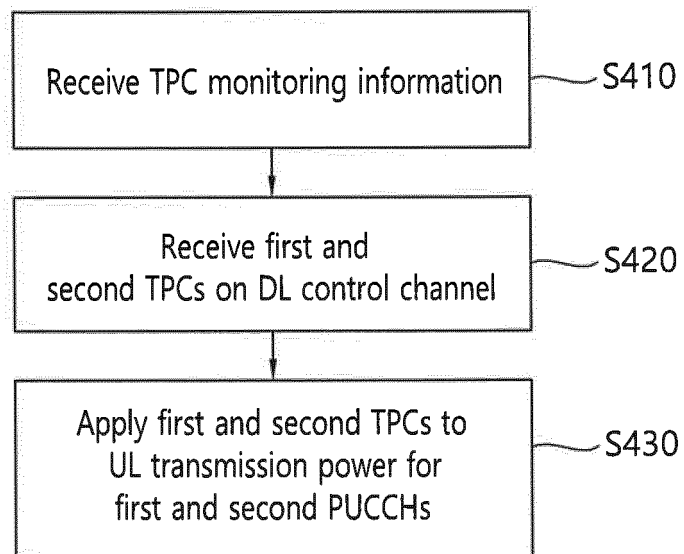 Receive TPC monitoring information
S410
Receive first and
second TPCs on DL control channel
S420
Apply first and second TPCs to
UL transmission power for
first and second PUCCHs
S430